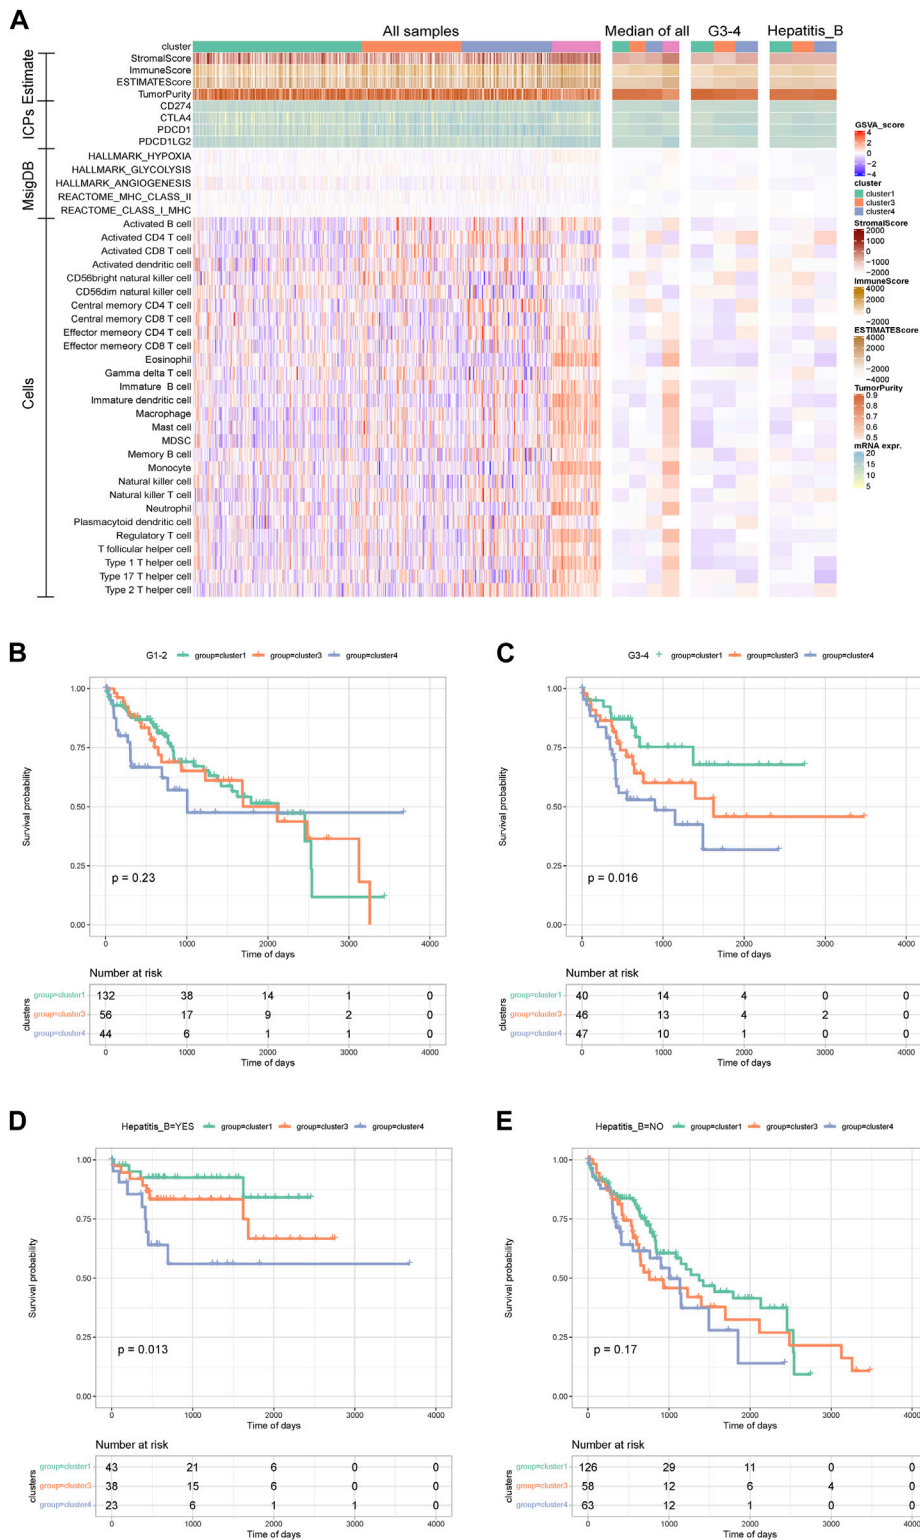 A
All samples
Median of all
G3-4
Hepatitis_B
cluster
Estimate
StromalScore
ImmuneScore
ESTIMATEScore
TumorPurity
ICPs
CD274
CTLA4
PDCD1
PDCD1LG2
MsigDB
HALLMARK_HYPOXIA
HALLMARK_GLYCOLYSIS
HALLMARK_ANGIOGENESIS
REACTOME_MHC_CLASS_II
REACTOME_CLASS_I_MHC
Cells
Activated B cell
Activated CD4 T cell
Activated CD8 T cell
Activated dendritic cell
CD56bright natural killer cell
CD56dim natural killer cell
Central memory CD4 T cell
Central memory CD8 T cell
Effector memeory CD4 T cell
Effector memeory CD8 T cell
Eosinophil
Gamma delta T cell
Immature B cell
Immature dendritic cell
Macrophage
Mast cell
MDSC
Memory B cell
Monocyte
Natural killer cell
Natural killer T cell
Neutrophil
Plasmacytoid dendritic cell
Regulatory T cell
T follicular helper cell
Type 1 T helper cell
Type 17 T helper cell
Type 2 T helper cell
GSVA_score
4
2
0
−2
−4
cluster
cluster1
cluster3
cluster4
StromalScore
2000
1000
0
−1000
−2000
ImmuneScore
4000
2000
0
−2000
ESTIMATEScore
4000
2000
0
−2000
−4000
TumorPurity
0.9
0.8
0.7
0.6
0.5
mRNA expr.
20
15
10
5
B
G1-2 group=cluster1 group=cluster3 group=cluster4
Survival probability
1.00
0.75
0.50
0.25
0.00
p = 0.23
0 1000 2000 3000 4000
Time of days
Number at risk
clusters
group=cluster1 132 38 14 1 0
group=cluster3 56 17 9 2 0
group=cluster4 44 6 1 1 0
0 1000 2000 3000 4000
Time of days
C
G3-4 group=cluster1 group=cluster3 group=cluster4
Survival probability
1.00
0.75
0.50
0.25
0.00
p = 0.016
0 1000 2000 3000 4000
Time of days
Number at risk
clusters
group=cluster1 40 14 4 0 0
group=cluster3 46 13 4 2 0
group=cluster4 47 10 1 0 0
0 1000 2000 3000 4000
Time of days
D
Hepatitis_B=YES group=cluster1 group=cluster3 group=cluster4
Survival probability
1.00
0.75
0.50
0.25
0.00
p = 0.013
0 1000 2000 3000 4000
Time of days
Number at risk
clusters
group=cluster1 43 21 6 0 0
group=cluster3 38 15 6 0 0
group=cluster4 23 6 1 1 0
0 1000 2000 3000 4000
Time of days
E
Hepatitis_B=NO group=cluster1 group=cluster3 group=cluster4
Survival probability
1.00
0.75
0.50
0.25
0.00
p = 0.17
0 1000 2000 3000 4000
Time of days
Number at risk
clusters
group=cluster1 126 29 11 0 0
group=cluster3 58 12 6 4 0
group=cluster4 63 12 1 0 0
0 1000 2000 3000 4000
Time of days